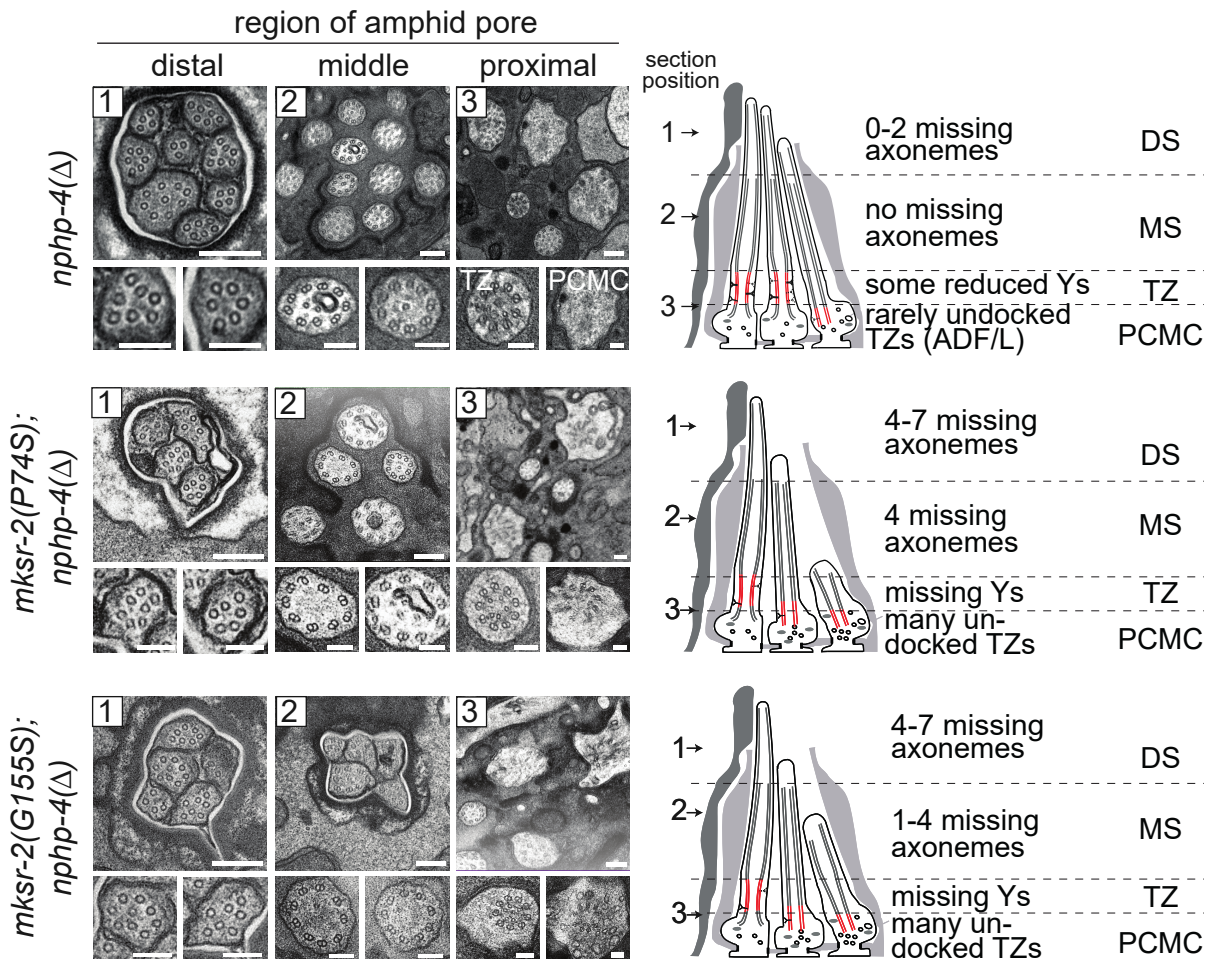 region of amphid pore
distal
middle
proximal
section
position
nphp-4(Δ)
1
2
3
TZ
PCMC
1
0-2 missing
axonemes
DS
2
no missing
axonemes
MS
3
some reduced Ys
TZ
rarely undocked
TZs (ADF/L)
PCMC
mksr-2(P74S);
nphp-4(Δ)
1
2
3
1
4-7 missing
axonemes
DS
2
4 missing
axonemes
MS
3
missing Ys
TZ
many un-
docked TZs
PCMC
mksr-2(G155S);
nphp-4(Δ)
1
2
3
1
4-7 missing
axonemes
DS
2
1-4 missing
axonemes
MS
3
missing Ys
TZ
many un-
docked TZs
PCMC